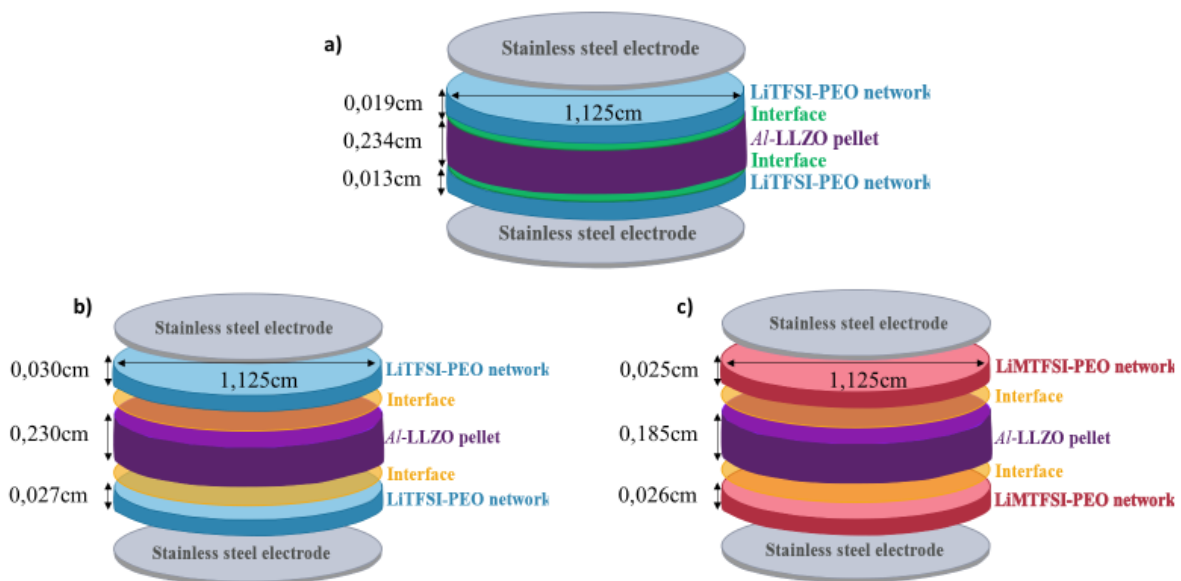 a)
Stainless steel electrode
0,019cm
1,125cm
LiTFSI-PEO network
Interface
0,234cm
Al-LLZO pellet
Interface
0,013cm
LiTFSI-PEO network
Stainless steel electrode
b)
Stainless steel electrode
0,030cm
1,125cm
LiTFSI-PEO network
Interface
0,230cm
Al-LLZO pellet
Interface
0,027cm
LiTFSI-PEO network
Stainless steel electrode
c)
Stainless steel electrode
0,025cm
1,125cm
LiMTFSI-PEO network
Interface
0,185cm
Al-LLZO pellet
Interface
0,026cm
LiMTFSI-PEO network
Stainless steel electrode